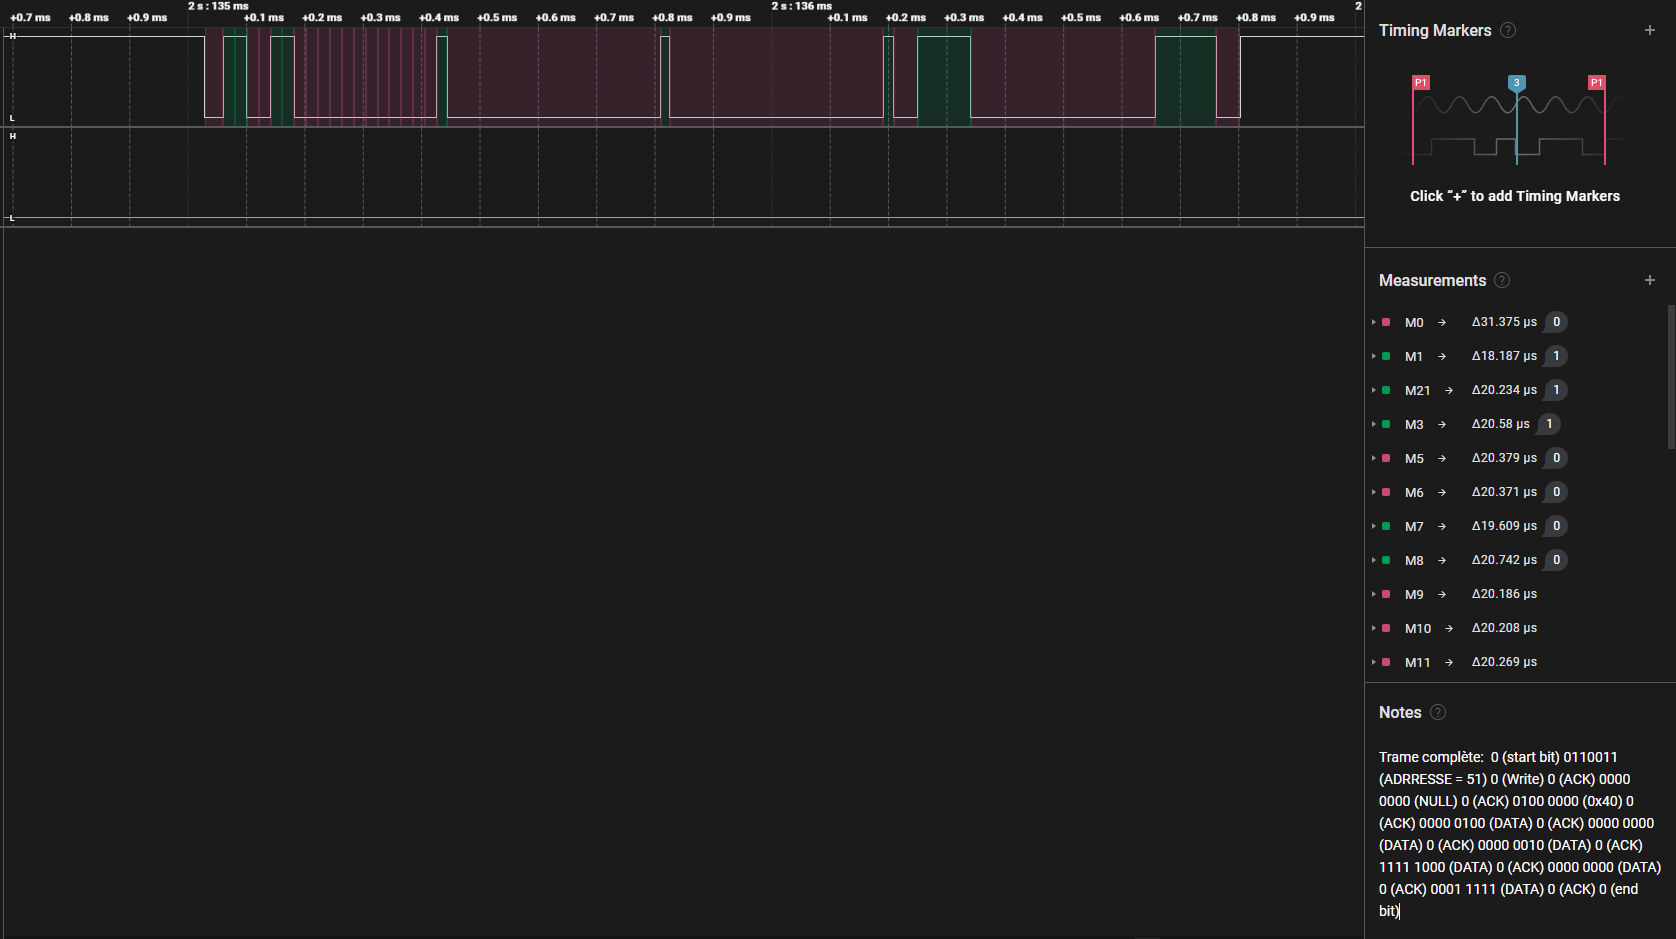 2 s : 135 ms
2 s : 136 ms
2
+0.7 ms
+0.8 ms
+0.9 ms
+0.1 ms
+0.2 ms
+0.3 ms
+0.4 ms
+0.5 ms
+0.6 ms
+0.7 ms
+0.8 ms
+0.9 ms
+0.1 ms
+0.2 ms
+0.3 ms
+0.4 ms
+0.5 ms
+0.6 ms
+0.7 ms
+0.8 ms
+0.9 ms
H
L
H
L
Timing Markers ? +
P1 3 P1
Click “+” to add Timing Markers
Measurements ? +
M0 → Δ31.375 µs 0
M1 → Δ18.187 µs 1
M21 → Δ20.234 µs 1
M3 → Δ20.58 µs 1
M5 → Δ20.379 µs 0
M6 → Δ20.371 µs 0
M7 → Δ19.609 µs 0
M8 → Δ20.742 µs 0
M9 → Δ20.186 µs
M10 → Δ20.208 µs
M11 → Δ20.269 µs
Notes ?
Trame complète:  0 (start bit) 0110011
(ADRRESSE = 51) 0 (Write) 0 (ACK) 0000
0000 (NULL) 0 (ACK) 0100 0000 (0x40) 0
(ACK) 0000 0100 (DATA) 0 (ACK) 0000 0000
(DATA) 0 (ACK) 0000 0010 (DATA) 0 (ACK)
1111 1000 (DATA) 0 (ACK) 0000 0000 (DATA)
0 (ACK) 0001 1111 (DATA) 0 (ACK) 0 (end
bit)